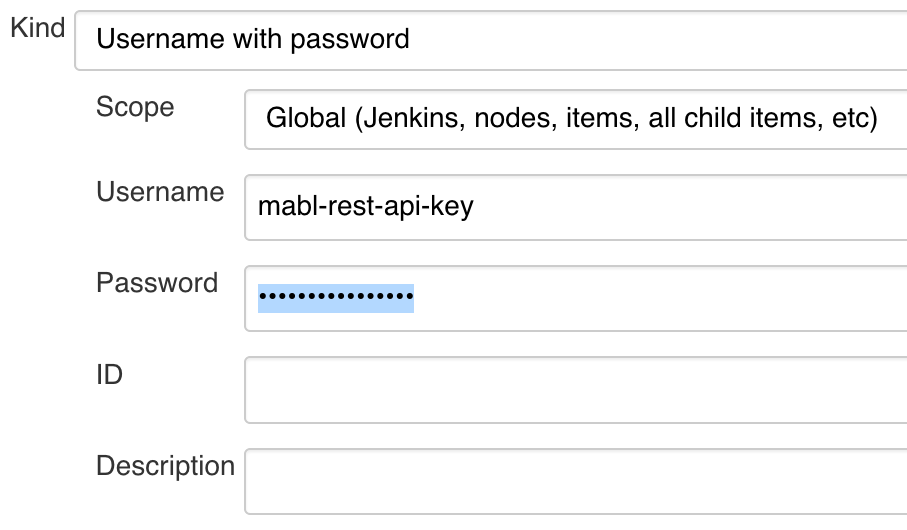 Kind Username with password
Scope Global (Jenkins, nodes, items, all child items, etc)
Username mabl-rest-api-key
Password ••••••••••••••••
ID
Description